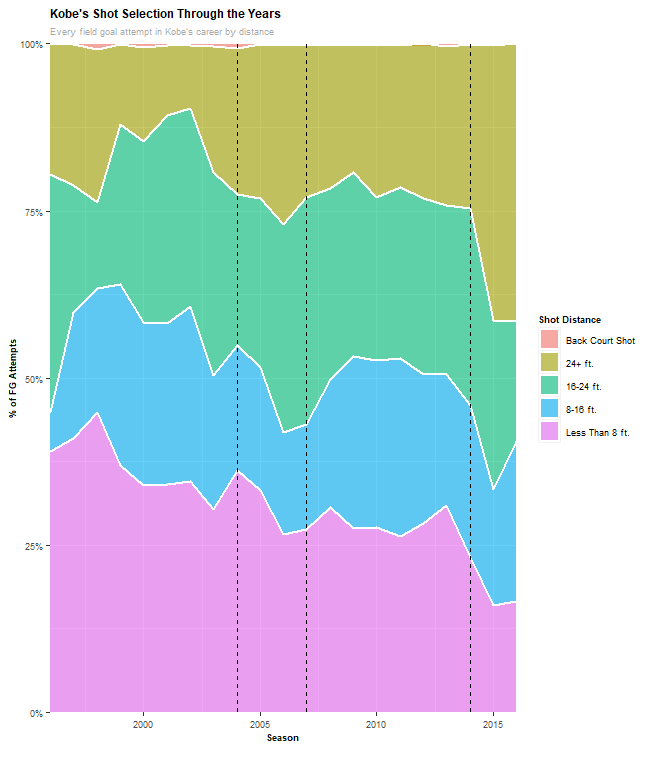 Kobe's Shot Selection Through the Years
Every field goal attempt in Kobe's career by distance
100%
75%
50%
25%
0%
% of FG Attempts
2000
2005
2010
2015
Season
Shot Distance
Back Court Shot
24+ ft.
16-24 ft.
8-16 ft.
Less Than 8 ft.